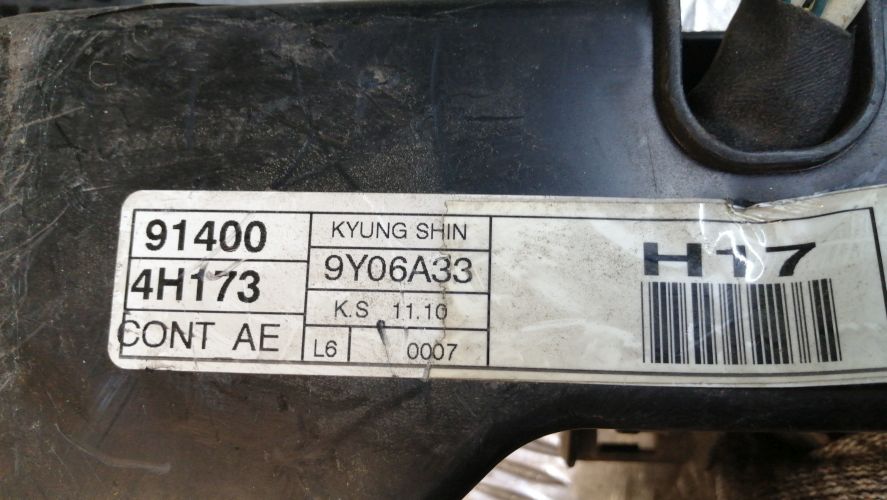 91400
4H173
CONT AE
KYUNG SHIN
9Y06A33
K.S 11.10
L6 0007
H17